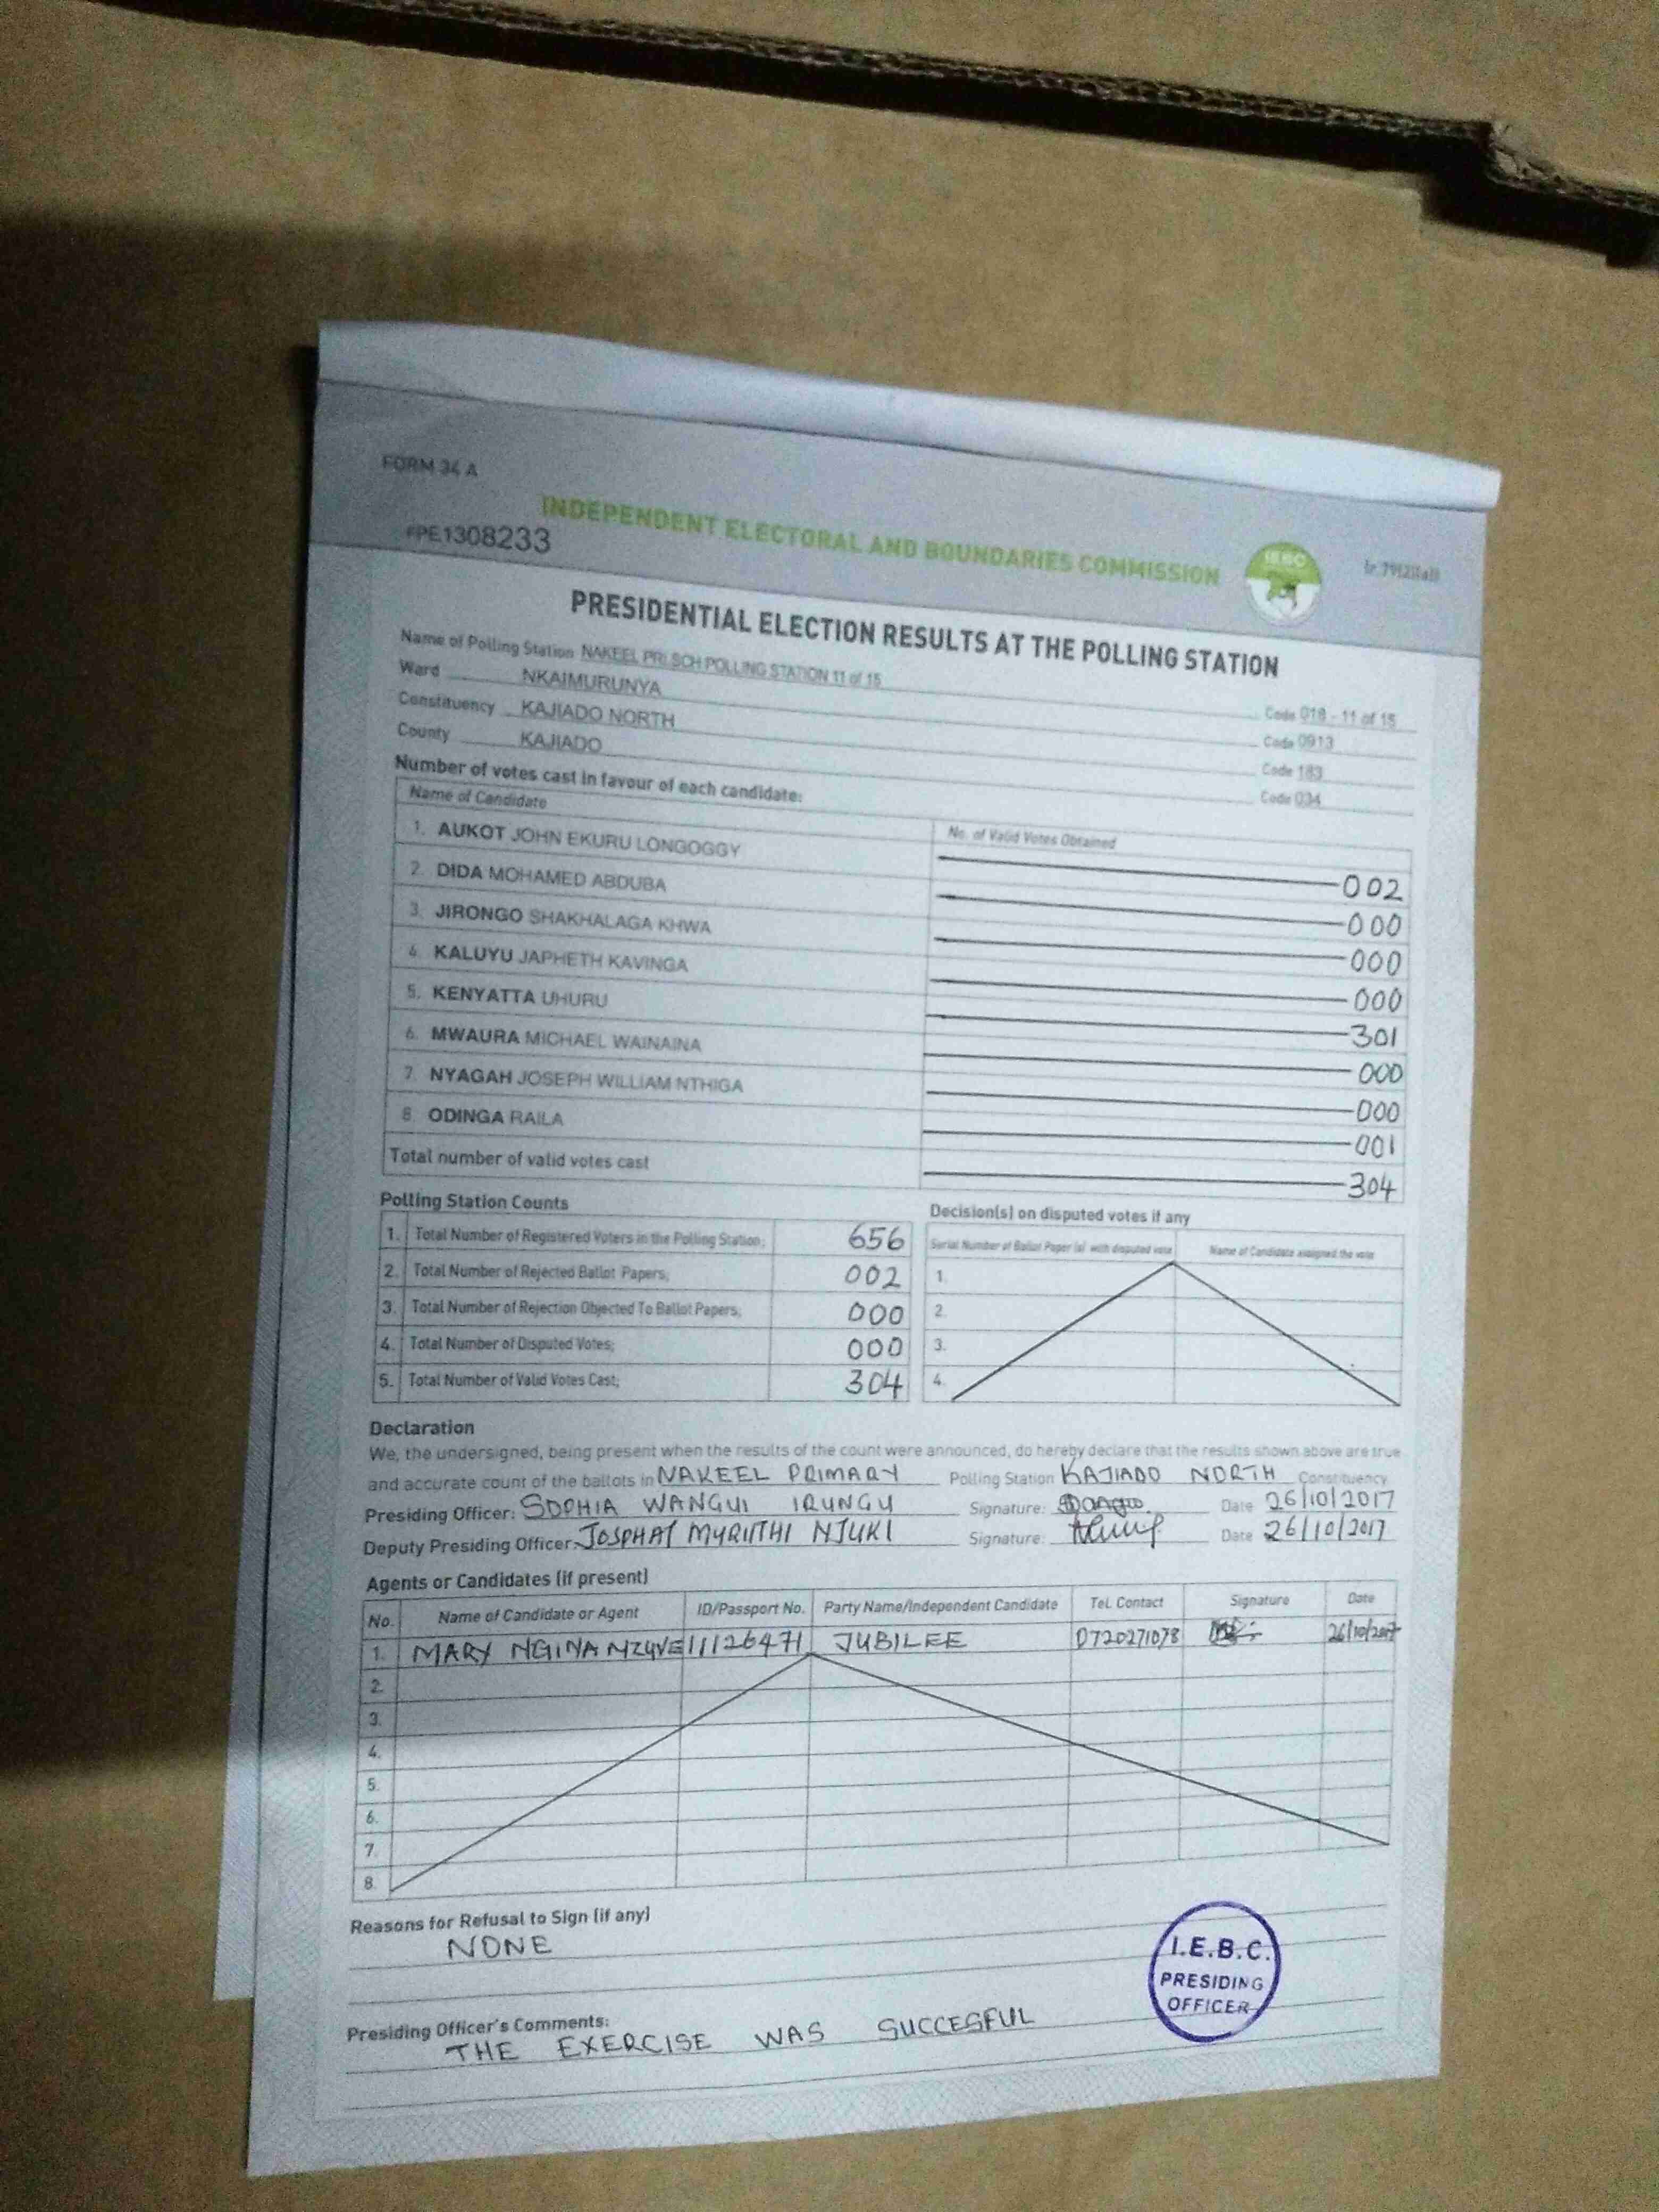 FORM 34 A
INDEPENDENT ELECTORAL AND BOUNDARIES COMMISSION
I.E.B.C
PE1308233
PRESIDENTIAL ELECTION RESULTS AT THE POLLING STATION
Name of Polling Station NAKEEL PRI SCH POLLING STATION 11 of 15 Code 018 - 11 of 15
Ward NKAIMURUNYA Code 0913
Constituency KAJIADO NORTH Code 183
County KAJIADO Code 034
Number of votes cast in favour of each candidate:
Name of Candidate No. of Valid Votes Obtained
1. AUKOT JOHN EKURU LONGOGGY 002
2. DIDA MOHAMED ABDUBA 000
3. JIRONGO SHAKHALAGA KHWA 000
4. KALUYU JAPHETH KAVINGA 000
5. KENYATTA UHURU 301
6. MWAURA MICHAEL WAINAINA 000
7. NYAGAH JOSEPH WILLIAM NTHIGA 000
8. ODINGA RAILA 001
Total number of valid votes cast 304
Polling Station Counts
1. Total Number of Registered Voters in the Polling Station; 656
2. Total Number of Rejected Ballot Papers; 002
3. Total Number of Rejection Objected To Ballot Papers; 000
4. Total Number of Disputed Votes; 000
5. Total Number of Valid Votes Cast; 304
Decision(s) on disputed votes if any
Serial Number of Ballot Paper (s) with disputed vote Name of Candidate assigned the vote
1.
2.
3.
4.
Declaration
We, the undersigned, being present when the results of the count were announced, do hereby declare that the results shown above are true
and accurate count of the ballots in NAKEEL PRIMARY Polling Station KAJIADO NORTH Constituency
Presiding Officer: SOPHIA WANGUI IRUNGU Signature: Date 26/10/2017
Deputy Presiding Officer: JOSPHAT MURIITHI NJUKI Signature: Date 26/10/2017
Agents or Candidates (if present)
No. Name of Candidate or Agent ID/Passport No. Party Name/Independent Candidate Tel. Contact Signature Date
1. MARY NGINA 11126471 JUBILEE 0720271078 26/10/2017
2.
3.
4.
5.
6.
7.
8.
Reasons for Refusal to Sign (if any)
NONE
I.E.B.C.
PRESIDING
OFFICER
Presiding Officer's Comments:
THE EXERCISE WAS SUCCESFUL